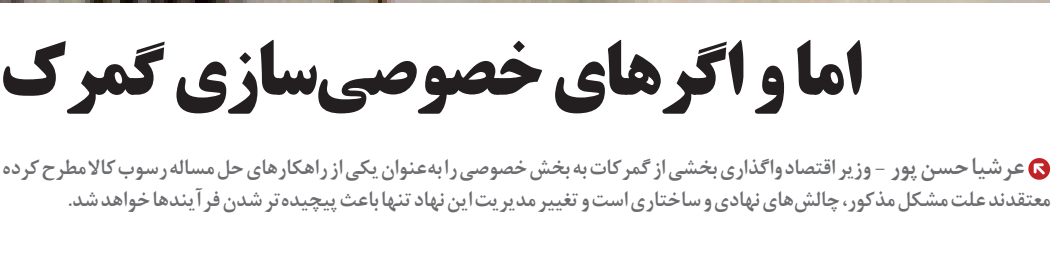 اما و اگرهای خصوصی‌سازی گمرک
عرشیا حسن پور - وزیر اقتصاد واگذاری بخشی از گمرکات به بخش خصوصی را به‌عنوان یکی از راهکارهای حل مساله رسوب کالا مطرح کرده
معتقدند علت مشکل مذکور، چالش‌های نهادی و ساختاری است و تغییر مدیریت این نهاد تنها باعث پیچیده‌تر شدن فرآیندها خواهد شد.